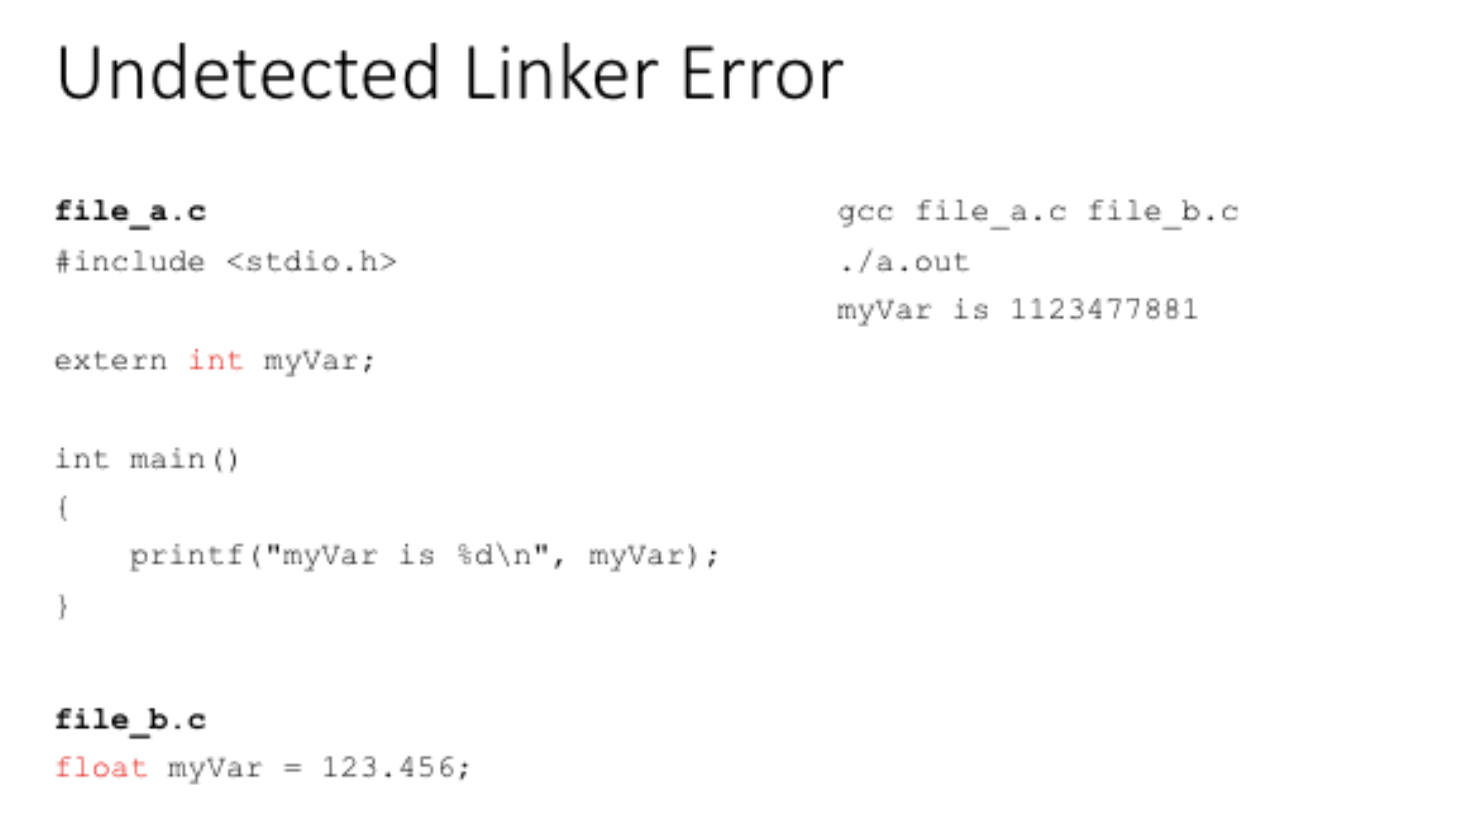 Undetected Linker Error
file_a.c
#include <stdio.h>
extern int myVar;
int main()
{
    printf("myVar is %d\n", myVar);
}
file_b.c
float myVar = 123.456;
gcc file_a.c file_b.c
./a.out
myVar is 1123477881